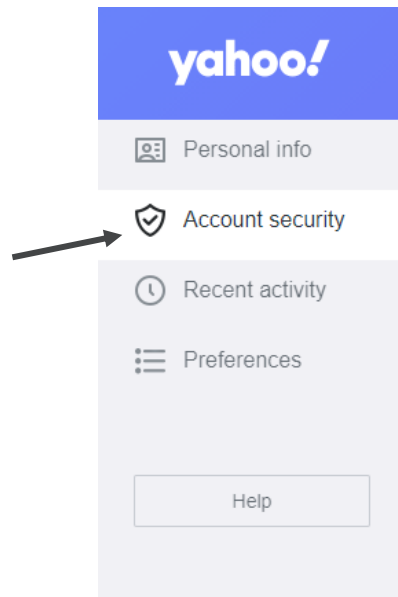 yahoo!
Personal info
Account security
Recent activity
Preferences
Help